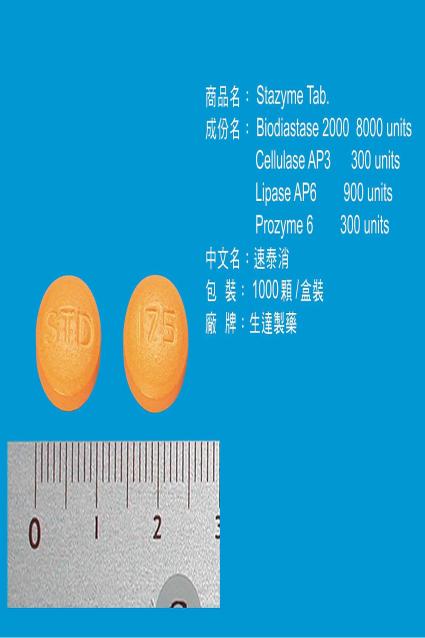 商品名：Stazyme Tab.
成份名：Biodiastase 2000 8000 units
Cellulase AP3 300 units
Lipase AP6 900 units
Prozyme 6 300 units
中文名：速泰消
包 裝：1000顆/盒裝
廠 牌：生達製藥
STD 175
0 1 2 3